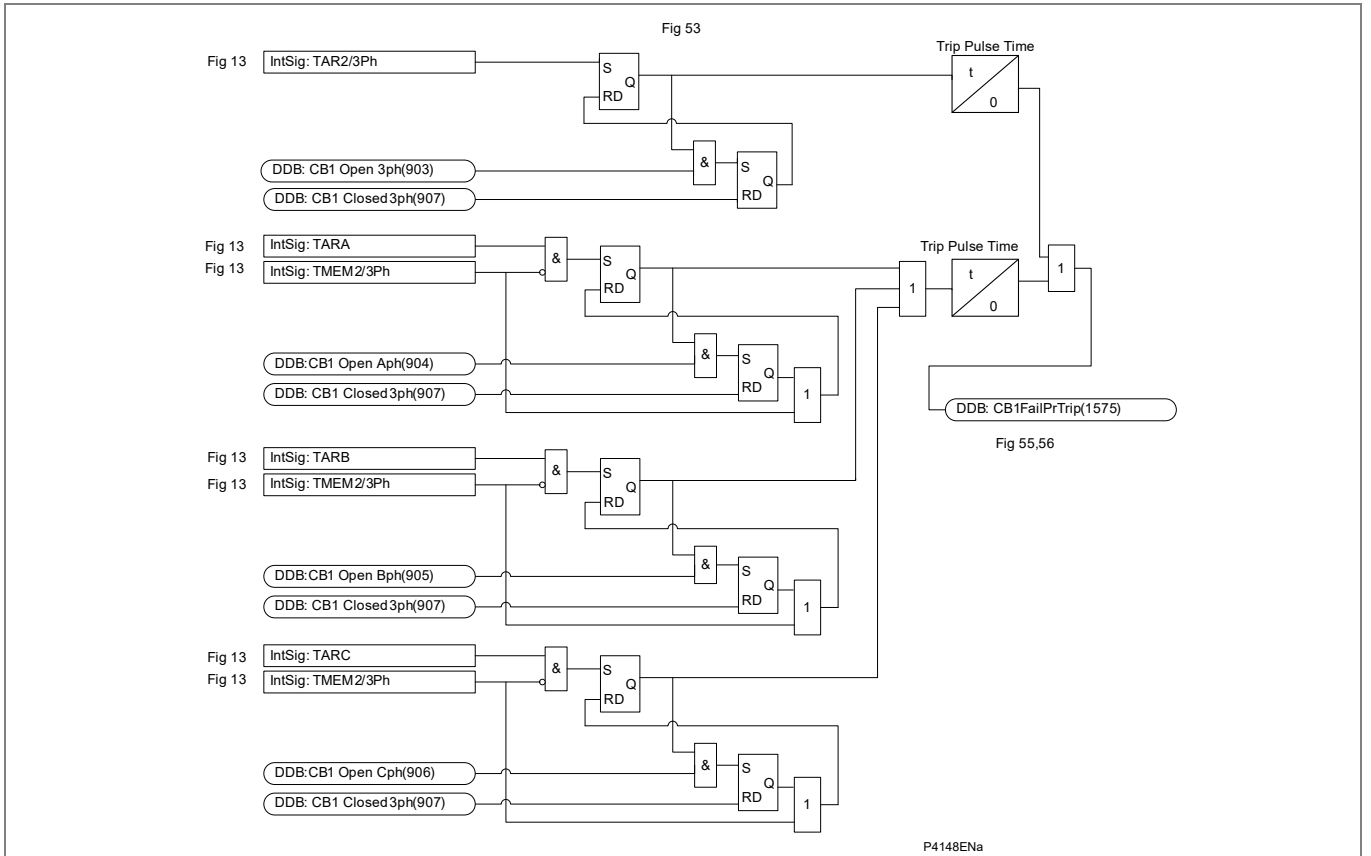 Fig 53
Trip Pulse Time
Fig 13 IntSig: TAR2/3Ph
S
Q
RD
t
0
DDB: CB1 Open 3ph(903)
&
S
Q
RD
DDB: CB1 Closed 3ph(907)
Fig 13 IntSig: TARA
Fig 13 IntSig: TMEM2/3Ph
&
S
Q
RD
1
Trip Pulse Time
t
0
1
DDB:CB1 Open Aph(904)
&
S
Q
RD
1
DDB: CB1 Closed 3ph(907)
DDB: CB1FailPrTrip(1575)
Fig 55,56
Fig 13 IntSig: TARB
Fig 13 IntSig: TMEM2/3Ph
&
S
Q
RD
DDB:CB1 Open Bph(905)
&
S
Q
RD
1
DDB: CB1 Closed 3ph(907)
Fig 13 IntSig: TARC
Fig 13 IntSig: TMEM2/3Ph
&
S
Q
RD
DDB:CB1 Open Cph(906)
&
S
Q
RD
1
DDB: CB1 Closed 3ph(907)
P4148ENa